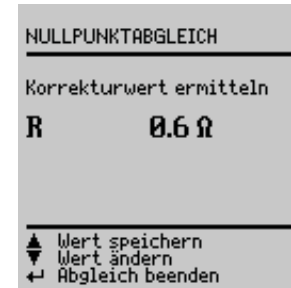 NULLPUNKTABGLEICH
Korrekturwert ermitteln
R 0.6 Ω
▲ Wert speichern
▼ Wert ändern
↵ Abgleich beenden